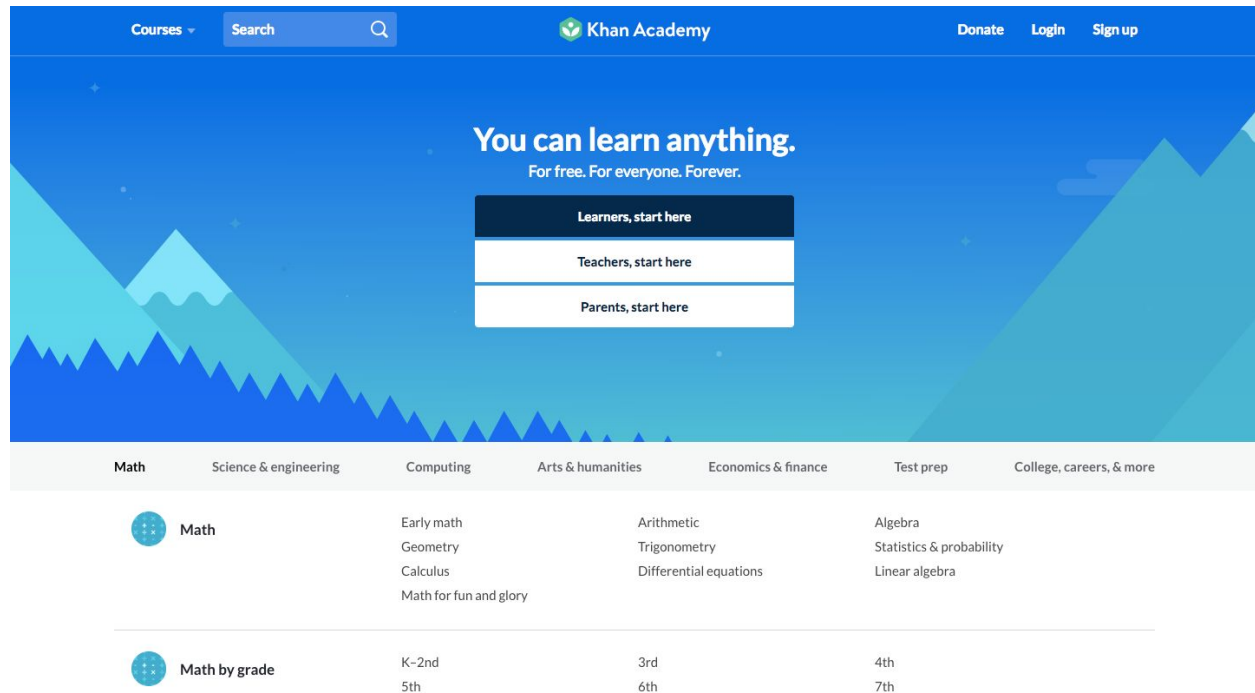 Courses Search Khan Academy Donate Login Sign up
You can learn anything.
For free. For everyone. Forever.
Learners, start here
Teachers, start here
Parents, start here
Math Science & engineering Computing Arts & humanities Economics & finance Test prep College, careers, & more
Math
Early math Arithmetic Algebra
Geometry Trigonometry Statistics & probability
Calculus Differential equations Linear algebra
Math for fun and glory
Math by grade
K–2nd 3rd 4th
5th 6th 7th